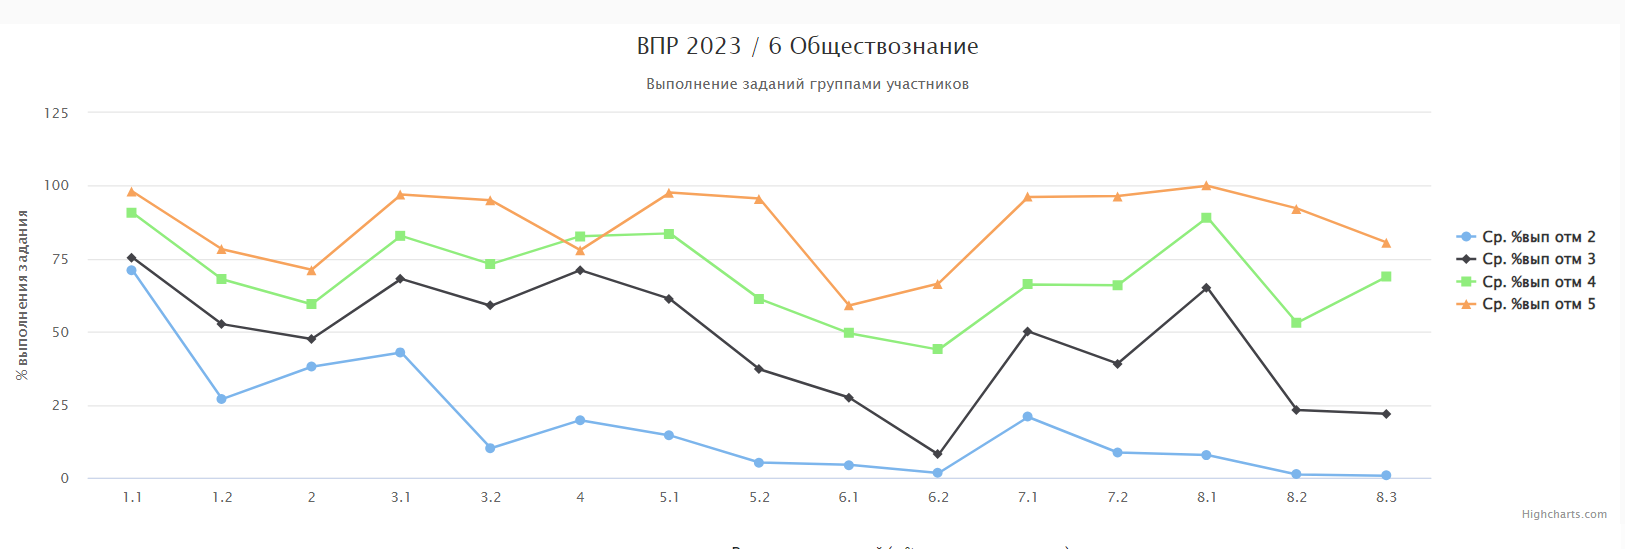 ВПР 2023 / 6 Обществознание
Выполнение заданий группами участников
% выполнения задания
125
100
75
50
25
0
1.1 1.2 2 3.1 3.2 4 5.1 5.2 6.1 6.2 7.1 7.2 8.1 8.2 8.3
Ср. %вып отм 2
Ср. %вып отм 3
Ср. %вып отм 4
Ср. %вып отм 5
Highcharts.com